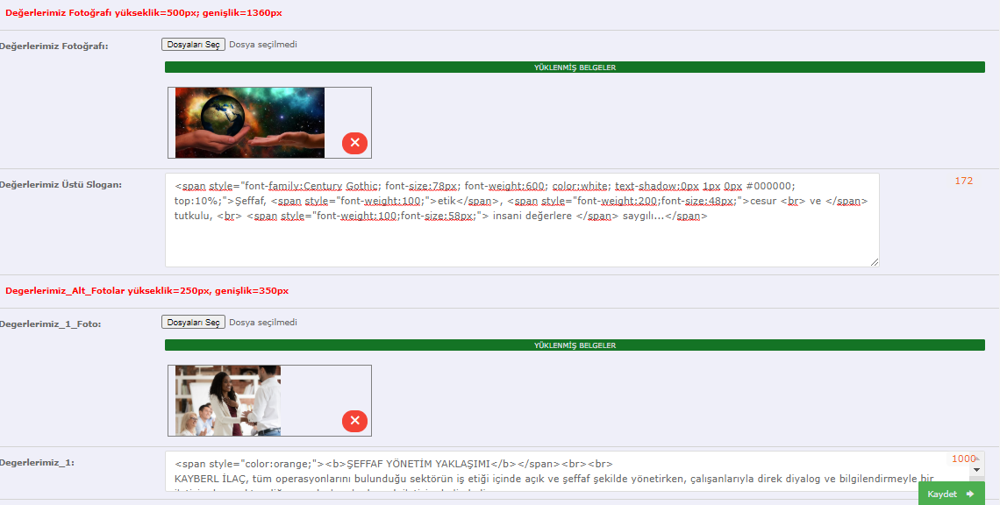 Değerlerimiz Fotoğrafı yükseklik=500px; genişlik=1360px
Değerlerimiz Fotoğrafı:
Dosyaları Seç Dosya seçilmedi
YÜKLENMİŞ BELGELER
Değerlerimiz Üstü Slogan:
<span style="font-family:Century Gothic; font-size:78px; font-weight:600; color:white; text-shadow:0px 1px 0px #000000;
top:10%;">Şeffaf, <span style="font-weight:100;">etik</span>, <span style="font-weight:200;font-size:48px;">cesur <br> ve </span>
tutkulu, <br> <span style="font-weight:100;font-size:58px;"> insani değerlere </span> saygılı...</span>
172
Degerlerimiz_Alt_Fotolar yükseklik=250px, genişlik=350px
Degerlerimiz_1_Foto:
Dosyaları Seç Dosya seçilmedi
YÜKLENMİŞ BELGELER
Degerlerimiz_1:
<span style="color:orange;"><b>ŞEFFAF YÖNETİM YAKLAŞIMI</b></span><br><br>
1000
KAYBERL İLAÇ, tüm operasyonlarını bulunduğu sektörün iş etiği içinde açık ve şeffaf şekilde yönetirken, çalışanlarıyla direk diyalog ve bilgilendirmeyle bir
Kaydet